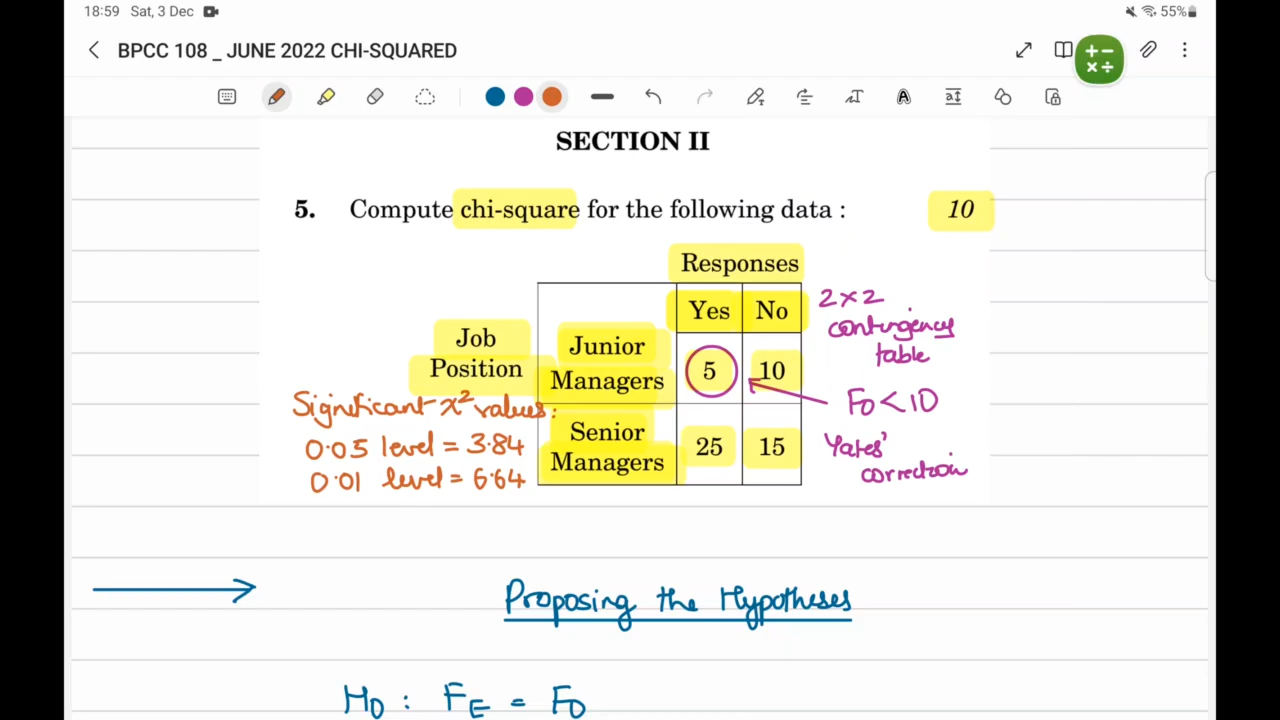 18:59 Sat, 3 Dec
55%
BPCC 108 _ JUNE 2022 CHI-SQUARED
SECTION II
5. Compute chi-square for the following data : 10
Responses
Yes No
Job Position
Junior Managers 5 10
Senior Managers 25 15
2×2
contingency
table
Fo < 10
Yates'
correction
Significant x² values:
0.05 level = 3.84
0.01 level = 6.64
Proposing the Hypotheses
H0 : FE = FO